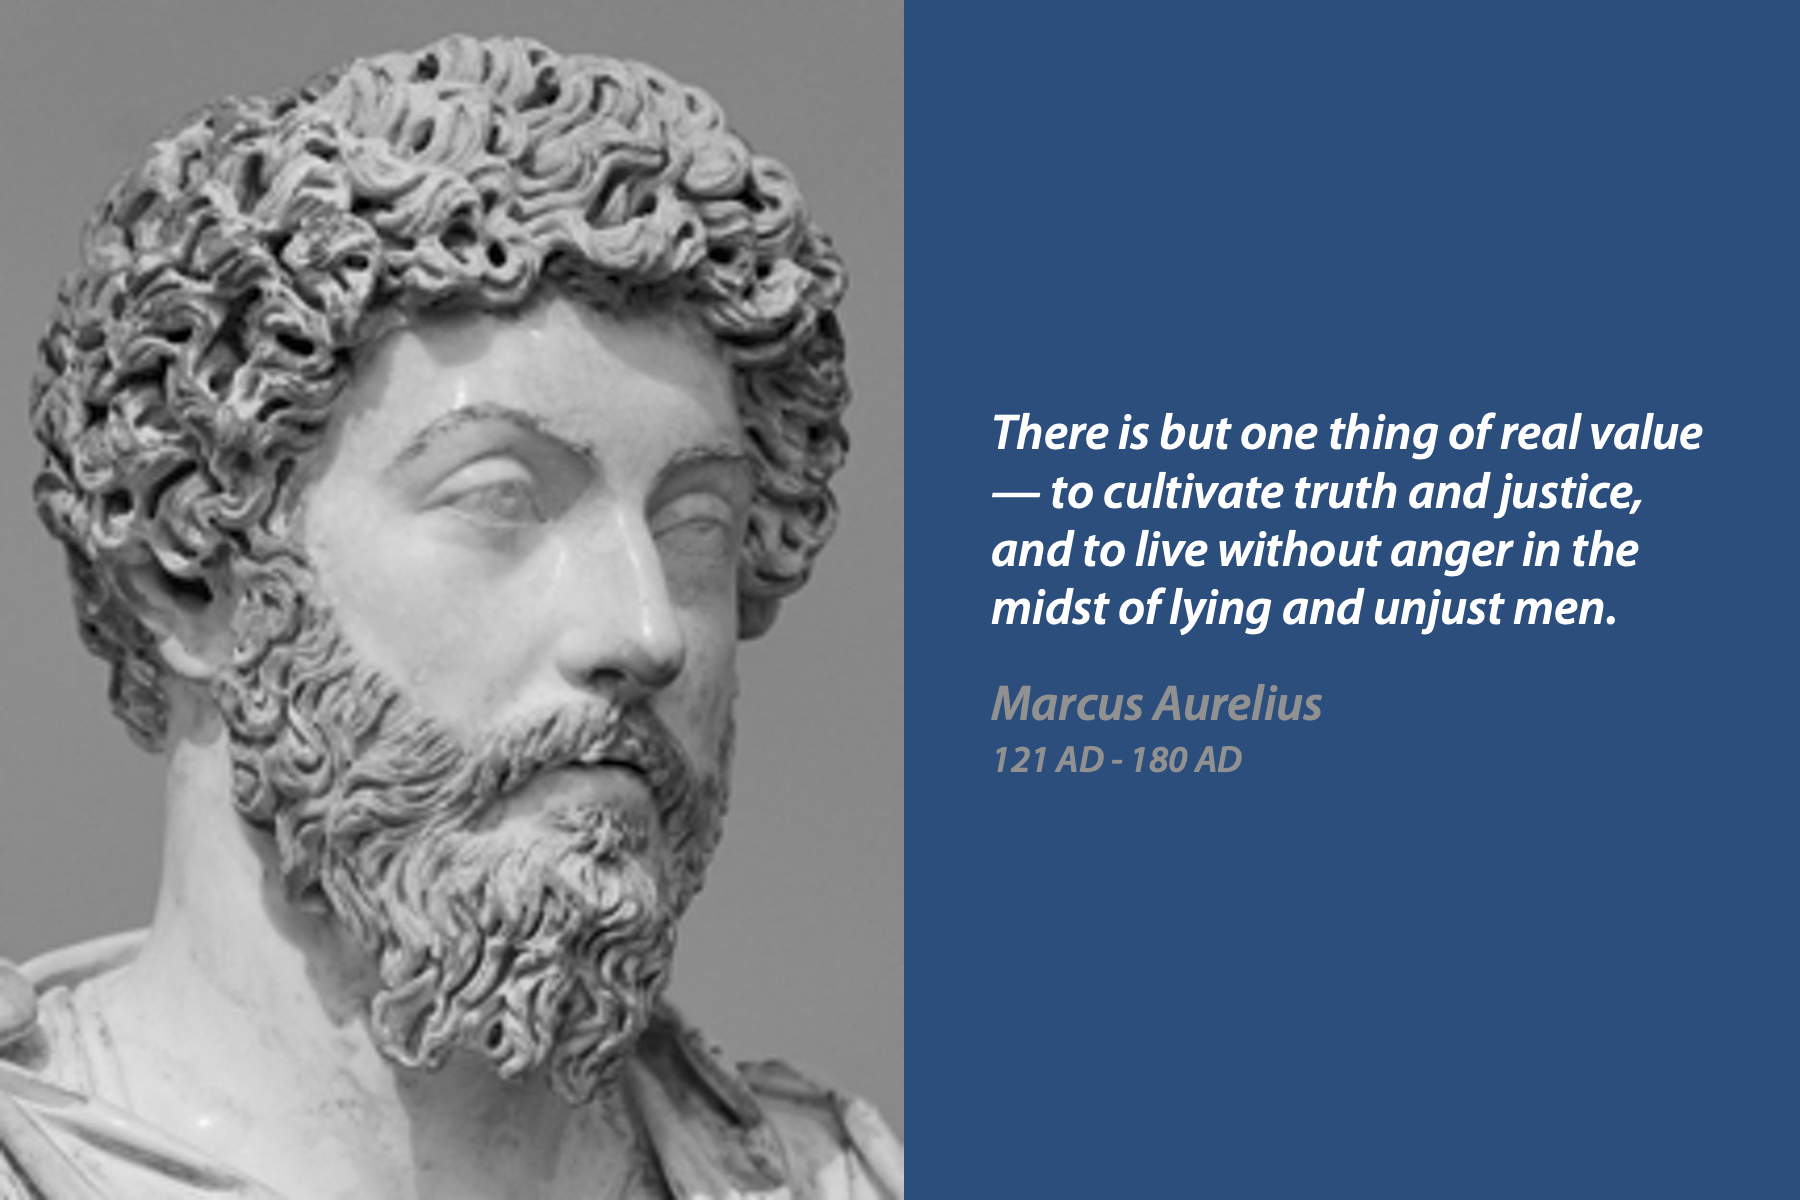 There is but one thing of real value
— to cultivate truth and justice,
and to live without anger in the
midst of lying and unjust men.
Marcus Aurelius
121 AD - 180 AD